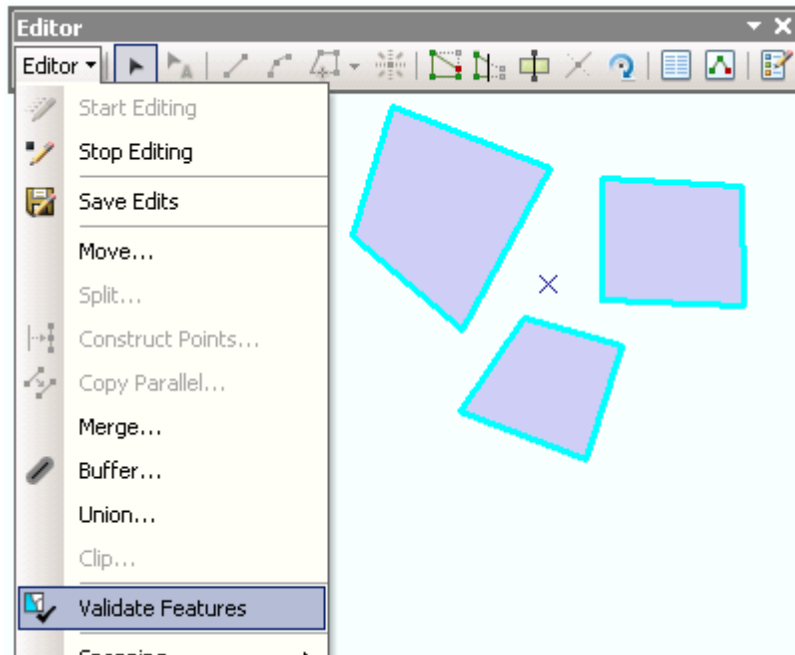 Editor
Editor
Start Editing
Stop Editing
Save Edits
Move...
Split...
Construct Points...
Copy Parallel...
Merge...
Buffer...
Union...
Clip...
Validate Features